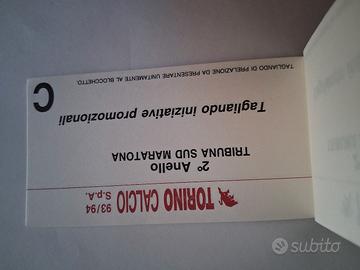 TORINO CALCIO
93/94
S.p.A.
2° Anello
TRIBUNA SUD MARATONA
Tagliando iniziative promozionali
C
TAGLIANDO DI PRELAZIONE DA PRESENTARE UNITAMENTE AL BLOCCHETTO.
subito